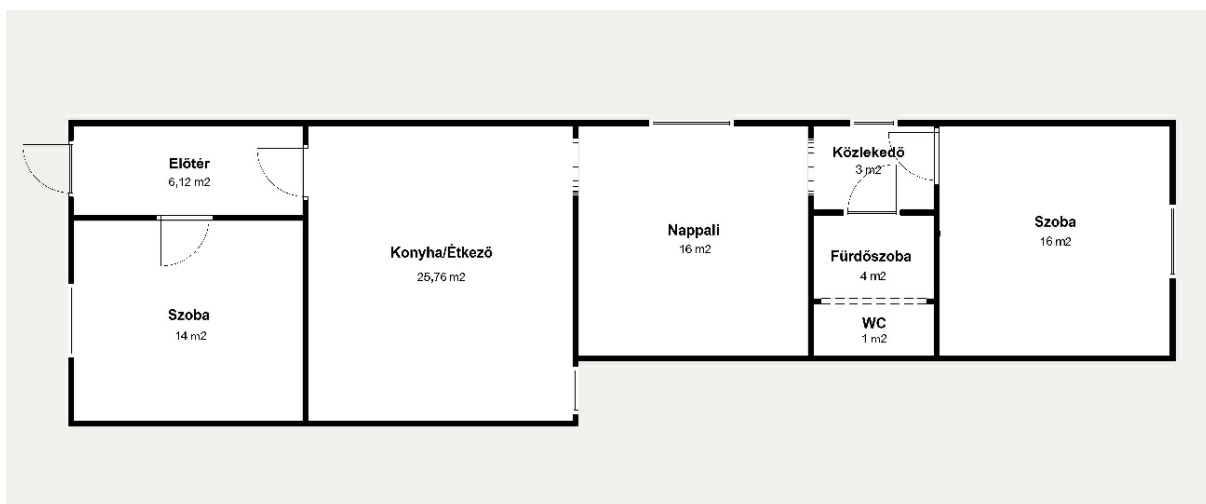 Előtér
6,12 m2
Szoba
14 m2
Konyha/Étkező
25,76 m2
Nappali
16 m2
Közlekedő
3 m2
Fürdőszoba
4 m2
WC
1 m2
Szoba
16 m2